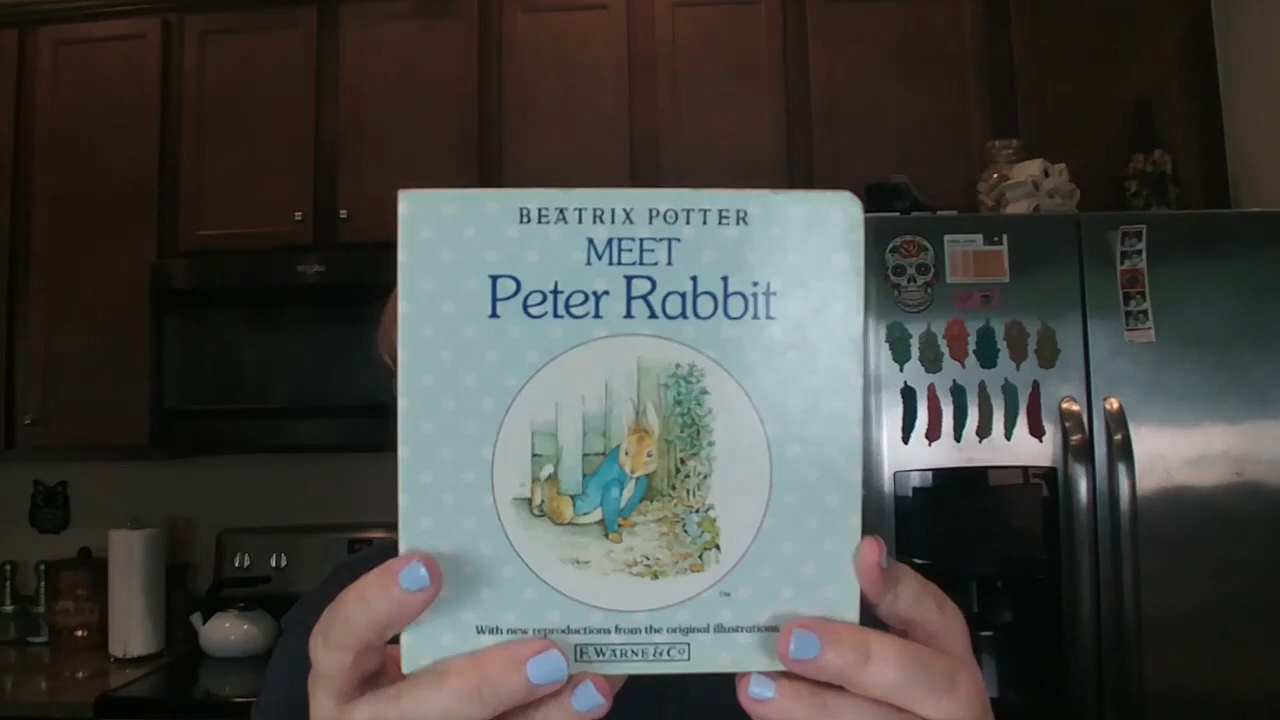 BEATRIX POTTER
MEET
Peter Rabbit
TM
With new reproductions from the original illustrations
F. WARNE & Co